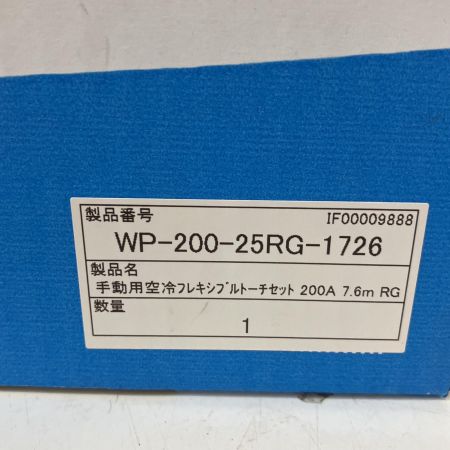 製品番号 IF00009888
WP-200-25RG-1726
製品名
手動用空冷フレキシブルトーチセット 200A 7.6m RG
数量
1